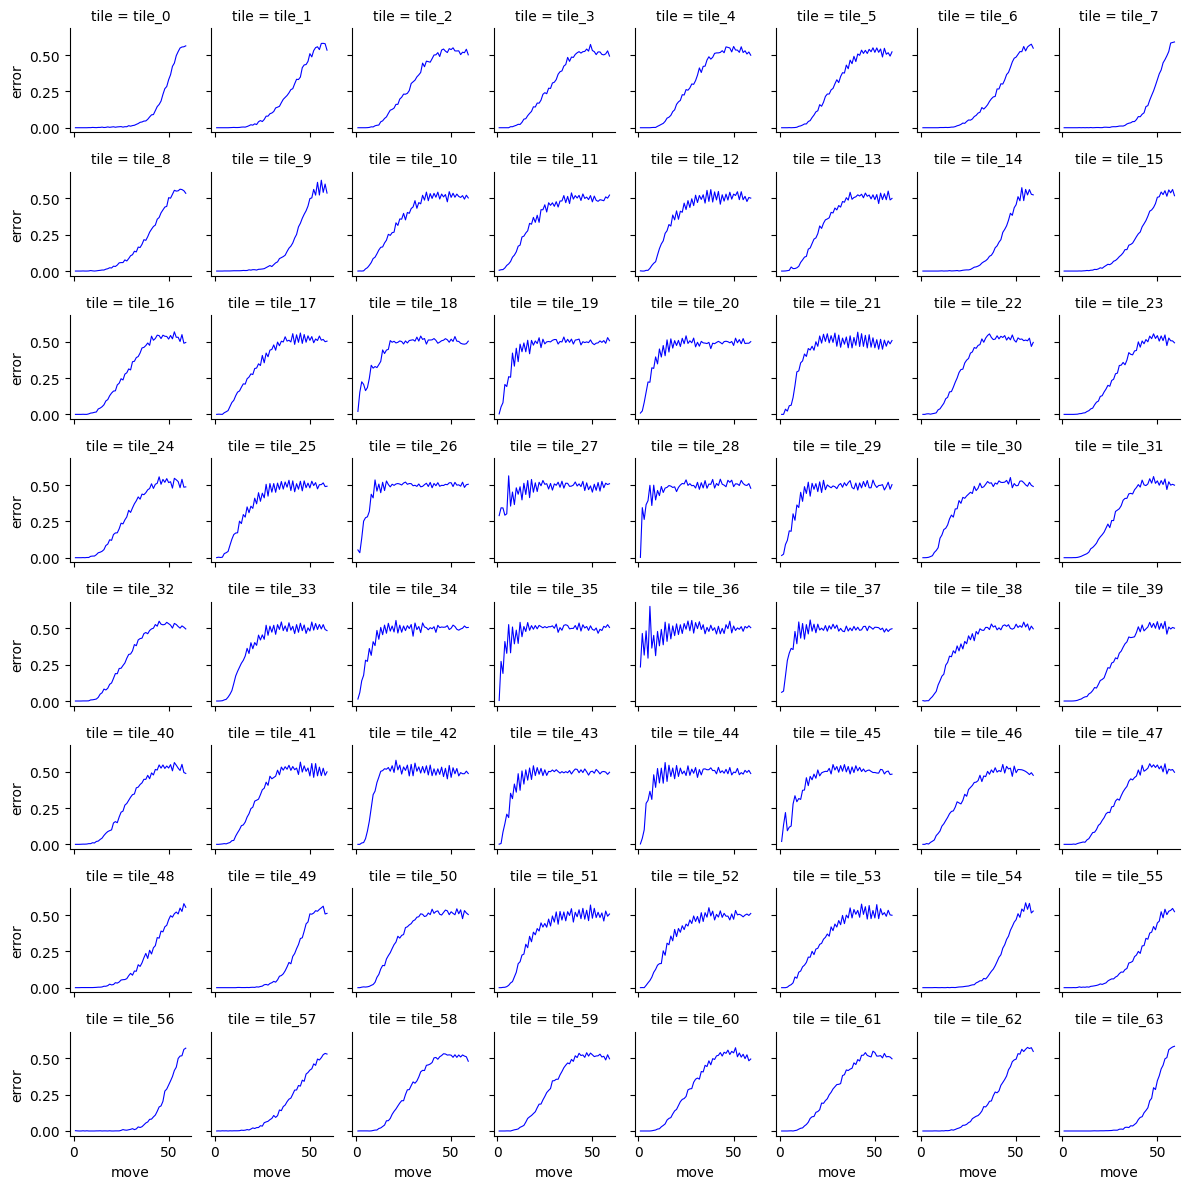 tile = tile_0 tile = tile_1 tile = tile_2 tile = tile_3 tile = tile_4 tile = tile_5 tile = tile_6 tile = tile_7
error
0.50
0.25
0.00
tile = tile_8 tile = tile_9 tile = tile_10 tile = tile_11 tile = tile_12 tile = tile_13 tile = tile_14 tile = tile_15
error
0.50
0.25
0.00
tile = tile_16 tile = tile_17 tile = tile_18 tile = tile_19 tile = tile_20 tile = tile_21 tile = tile_22 tile = tile_23
error
0.50
0.25
0.00
tile = tile_24 tile = tile_25 tile = tile_26 tile = tile_27 tile = tile_28 tile = tile_29 tile = tile_30 tile = tile_31
error
0.50
0.25
0.00
tile = tile_32 tile = tile_33 tile = tile_34 tile = tile_35 tile = tile_36 tile = tile_37 tile = tile_38 tile = tile_39
error
0.50
0.25
0.00
tile = tile_40 tile = tile_41 tile = tile_42 tile = tile_43 tile = tile_44 tile = tile_45 tile = tile_46 tile = tile_47
error
0.50
0.25
0.00
tile = tile_48 tile = tile_49 tile = tile_50 tile = tile_51 tile = tile_52 tile = tile_53 tile = tile_54 tile = tile_55
error
0.50
0.25
0.00
tile = tile_56 tile = tile_57 tile = tile_58 tile = tile_59 tile = tile_60 tile = tile_61 tile = tile_62 tile = tile_63
error
0.50
0.25
0.00
0 50 0 50 0 50 0 50 0 50 0 50 0 50 0 50
move move move move move move move move